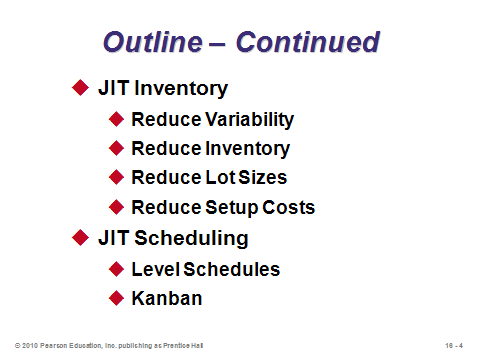 Outline – Continued
JIT Inventory
Reduce Variability
Reduce Inventory
Reduce Lot Sizes
Reduce Setup Costs
JIT Scheduling
Level Schedules
Kanban
© 2010 Pearson Education, Inc. publishing as Prentice Hall
16 - 4